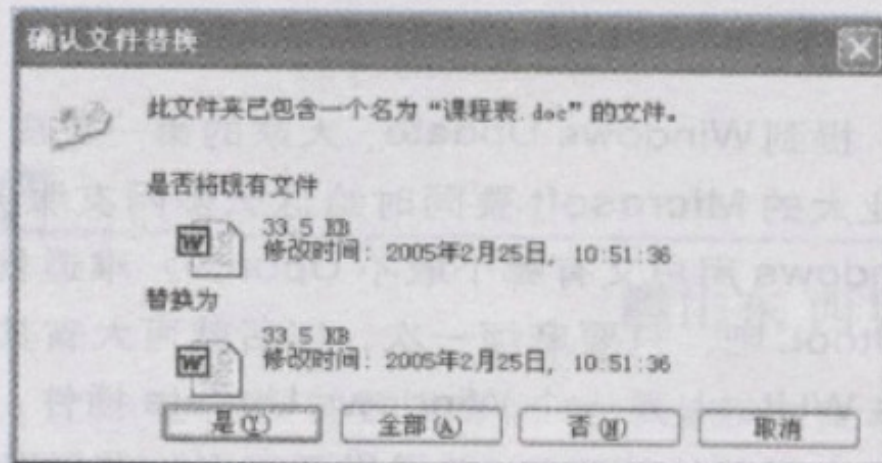 确认文件替换
此文件夹已包含一个名为“课程表.doc”的文件。
是否将现有文件
33.5 KB
修改时间: 2005年2月25日, 10:51:36
替换为
33.5 KB
修改时间: 2005年2月25日, 10:51:36
是(Y) 全部(A) 否(N) 取消